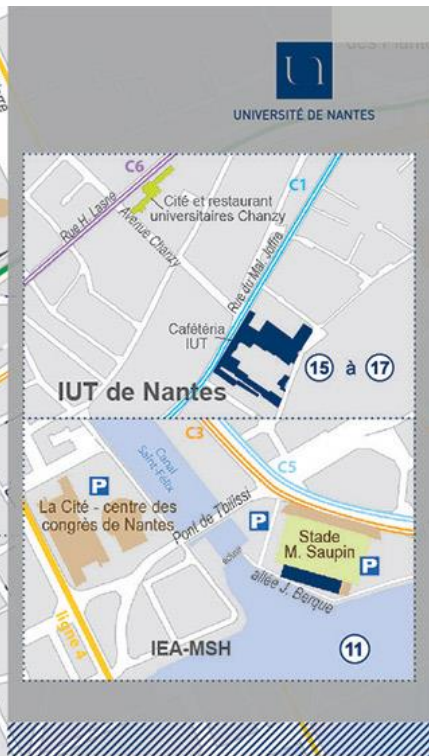 UNIVERSITÉ DE NANTES
C6
Cité et restaurant
universitaires Chanzy
C1
Rue H. Lasne
Avenue Chanzy
Rue du Mal Joffre
Cafétéria
IUT
15 à 17
IUT de Nantes
C3
Canal
Saint-Félix
C5
P
La Cité - centre des
congrès de Nantes
Pont de Tbilissi
P
Stade
M. Saupin
P
écluse
allée J. Berque
ligne 4
IEA-MSH
11